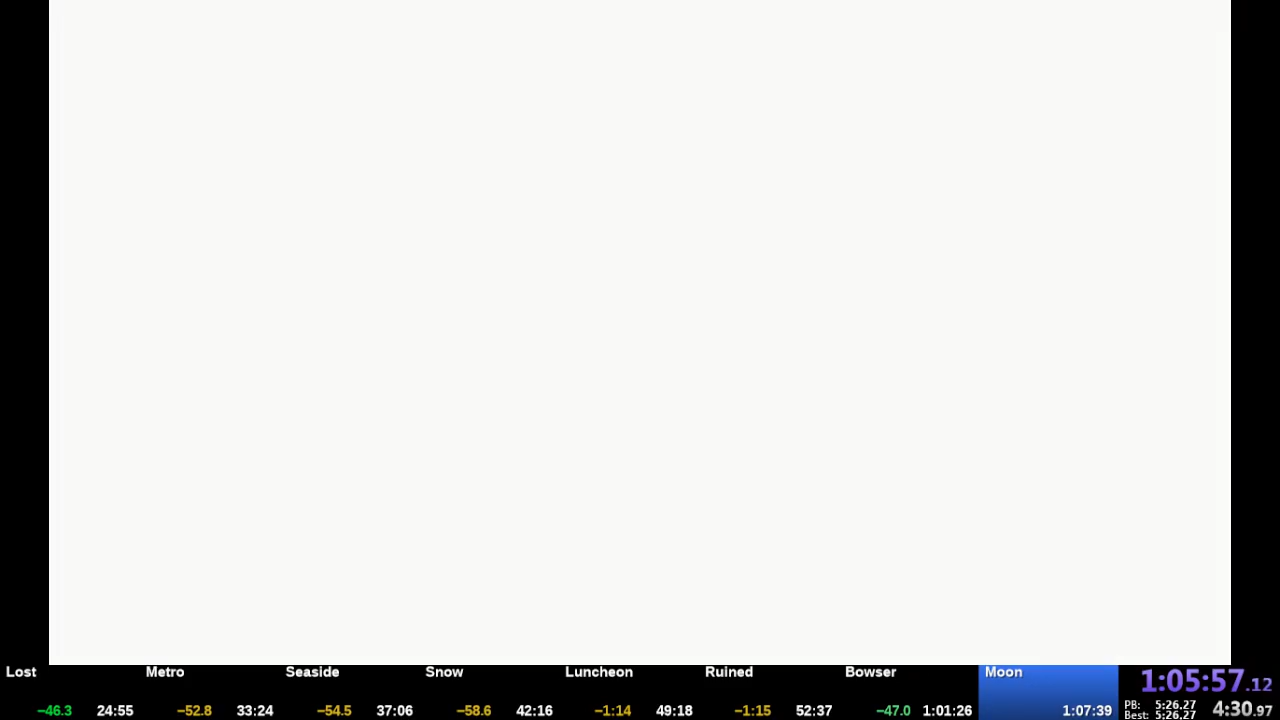 Lost Metro Seaside Snow Luncheon Ruined Bowser Moon 1:05:57.12
−46.3 24:55 −52.8 33:24 −54.5 37:06 −58.6 42:16 −1:14 49:18 −1:15 52:37 −47.0 1:01:26 1:07:39
PB: 5:26.27
Best: 5:26.27
4:30.97